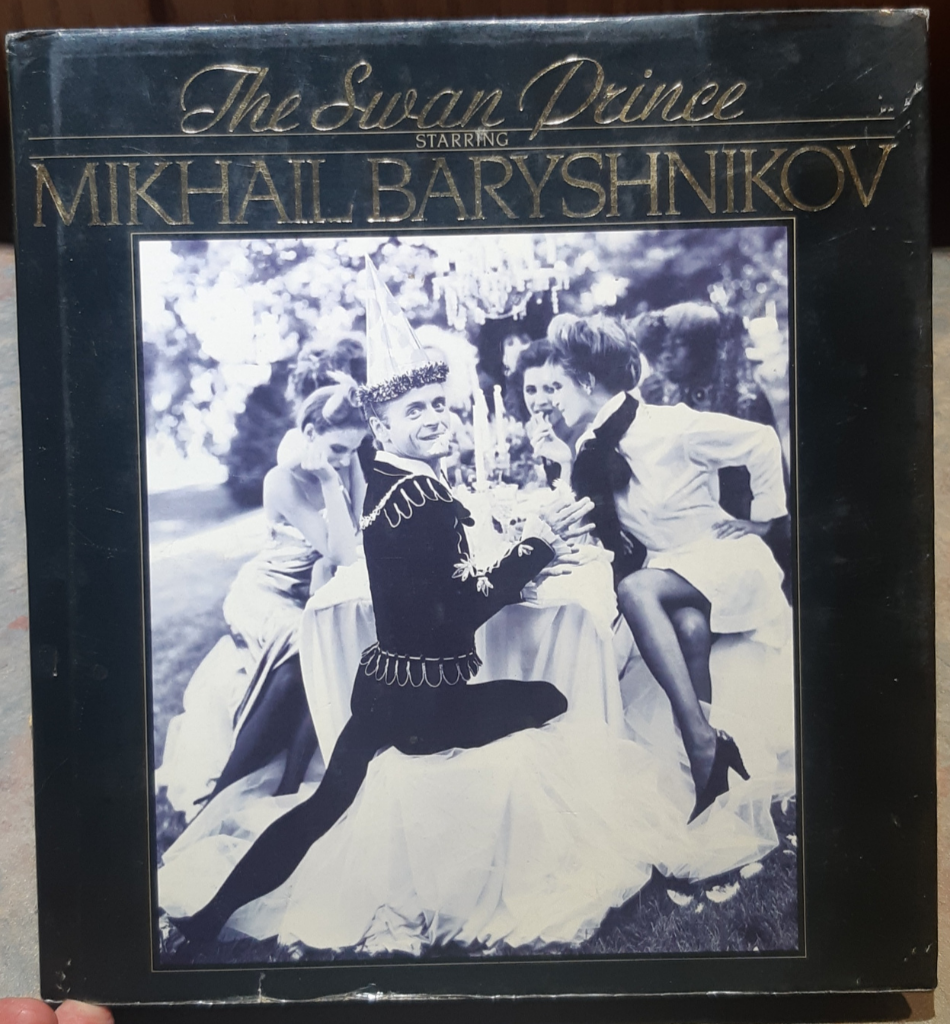 The Swan Prince
STARRING
MIKHAIL BARYSHNIKOV